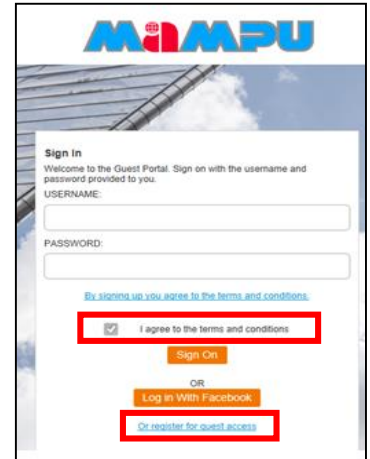 MAMPU
Sign In
Welcome to the Guest Portal. Sign on with the username and
password provided to you.
USERNAME:
PASSWORD:
By signing up you agree to the terms and conditions.
I agree to the terms and conditions
Sign On
OR
Log in With Facebook
Or register for guest access